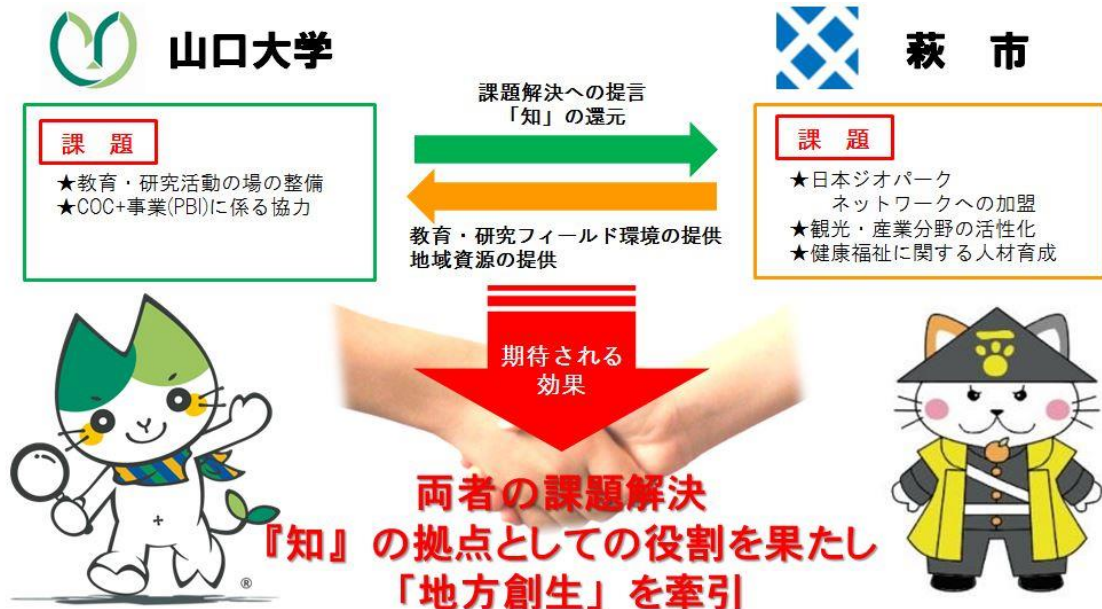 山口大学
萩 市
課 題
★教育・研究活動の場の整備
★COC+事業(PBI)に係る協力
課題解決への提言
「知」の還元
教育・研究フィールド環境の提供
地域資源の提供
課 題
★日本ジオパーク
ネットワークへの加盟
★観光・産業分野の活性化
★健康福祉に関する人材育成
期待される
効果
両者の課題解決
『知』の拠点としての役割を果たし
「地方創生」を牽引
®